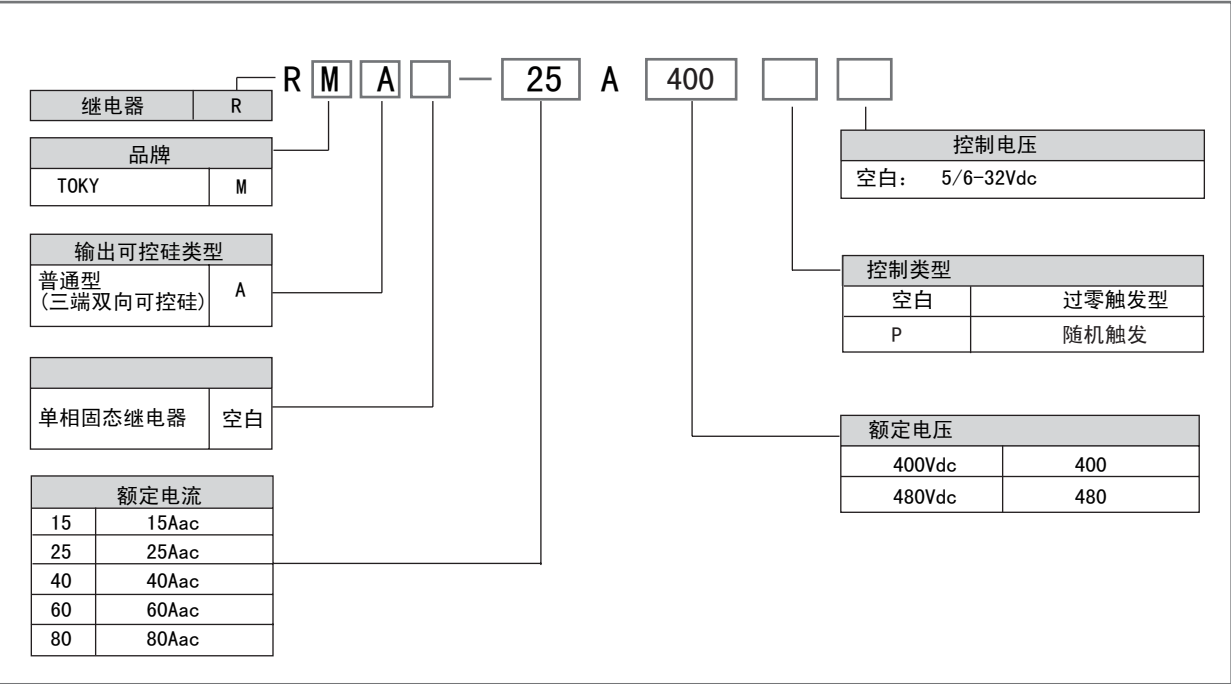 R M A — 25 A 400
继电器 R
品牌
TOKY M
输出可控硅类型
普通型
(三端双向可控硅) A
单相固态继电器 空白
额定电流
15 15Aac
25 25Aac
40 40Aac
60 60Aac
80 80Aac
控制电压
空白: 5/6-32Vdc
控制类型
空白 过零触发型
P 随机触发
额定电压
400Vdc 400
480Vdc 480